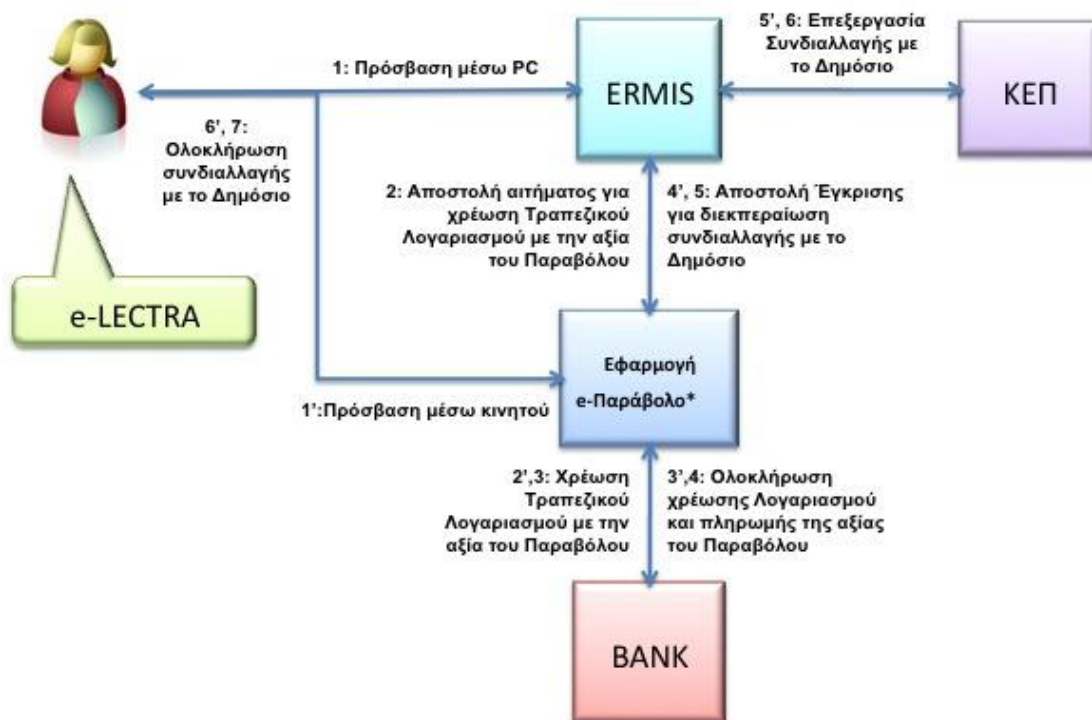 5', 6: Επεξεργασία
Συνδιαλλαγής με
το Δημόσιο
1: Πρόσβαση μέσω PC
ERMIS
ΚΕΠ
6', 7:
Ολοκλήρωση
συνδιαλλαγής
με το Δημόσιο
2: Αποστολή αιτήματος για
χρέωση Τραπεζικού
Λογαριασμού με την αξία
του Παραβόλου
4', 5: Αποστολή Έγκρισης
για διεκπεραίωση
συνδιαλλαγής με το
Δημόσιο
e-LECTRA
Εφαρμογή
e-Παράβολο*
1':Πρόσβαση μέσω κινητού
2',3: Χρέωση
Τραπεζικού
Λογαριασμού με την
αξία του Παραβόλου
3',4: Ολοκλήρωση
χρέωσης Λογαριασμού
και πληρωμής της αξίας
του Παραβόλου
BANK